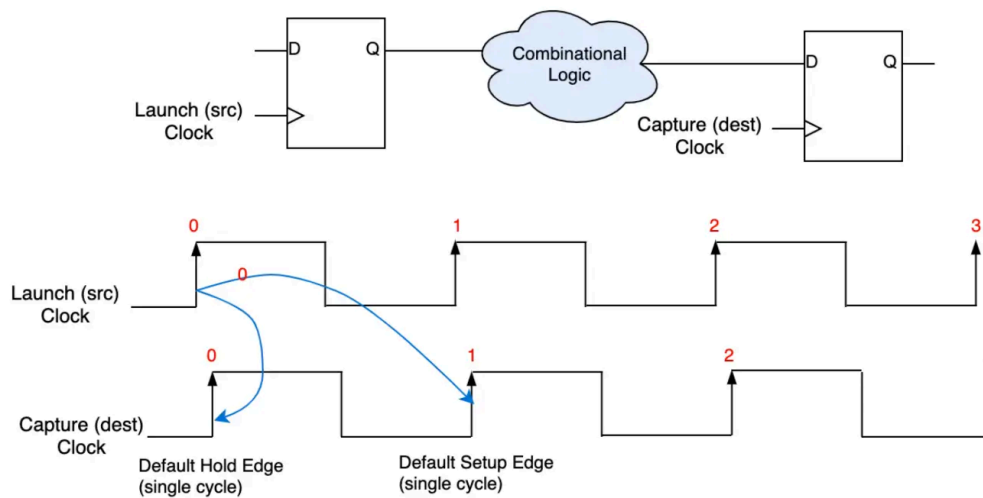 D
Q
Launch (src)
Clock
Combinational
Logic
D
Q
Capture (dest)
Clock
0
1
2
3
0
Launch (src)
Clock
0
1
2
Capture (dest)
Clock
Default Hold Edge
(single cycle)
Default Setup Edge
(single cycle)